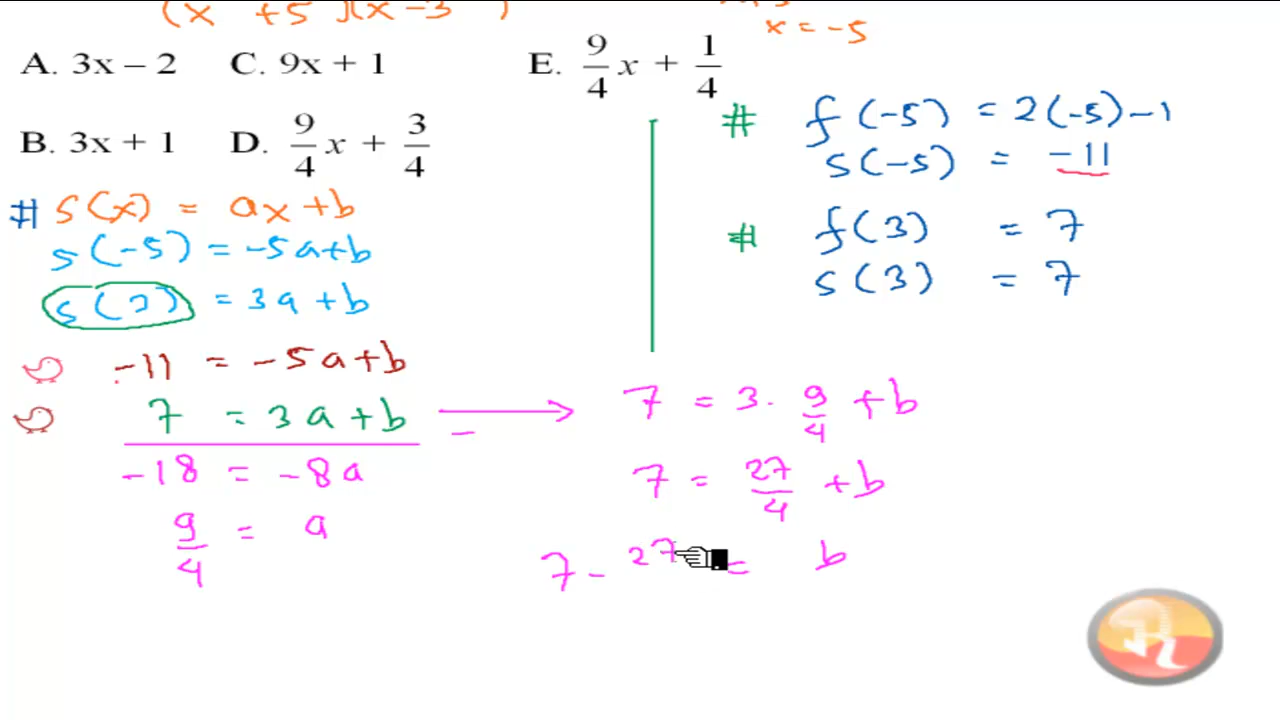 (x +5)(x-3)
x = -5
A. 3x – 2 C. 9x + 1 E. 9/4 x + 1/4
B. 3x + 1 D. 9/4 x + 3/4
# s(x) = ax+b
s(-5) = -5a+b
s(3) = 3a+b
-11 = -5a+b
7 = 3a+b
-
-18 = -8a
9/4 = a
# f(-5) = 2(-5)-1
s(-5) = -11
# f(3) = 7
s(3) = 7
7 = 3. 9/4 +b
7 = 27/4 +b
7 - 27 = b